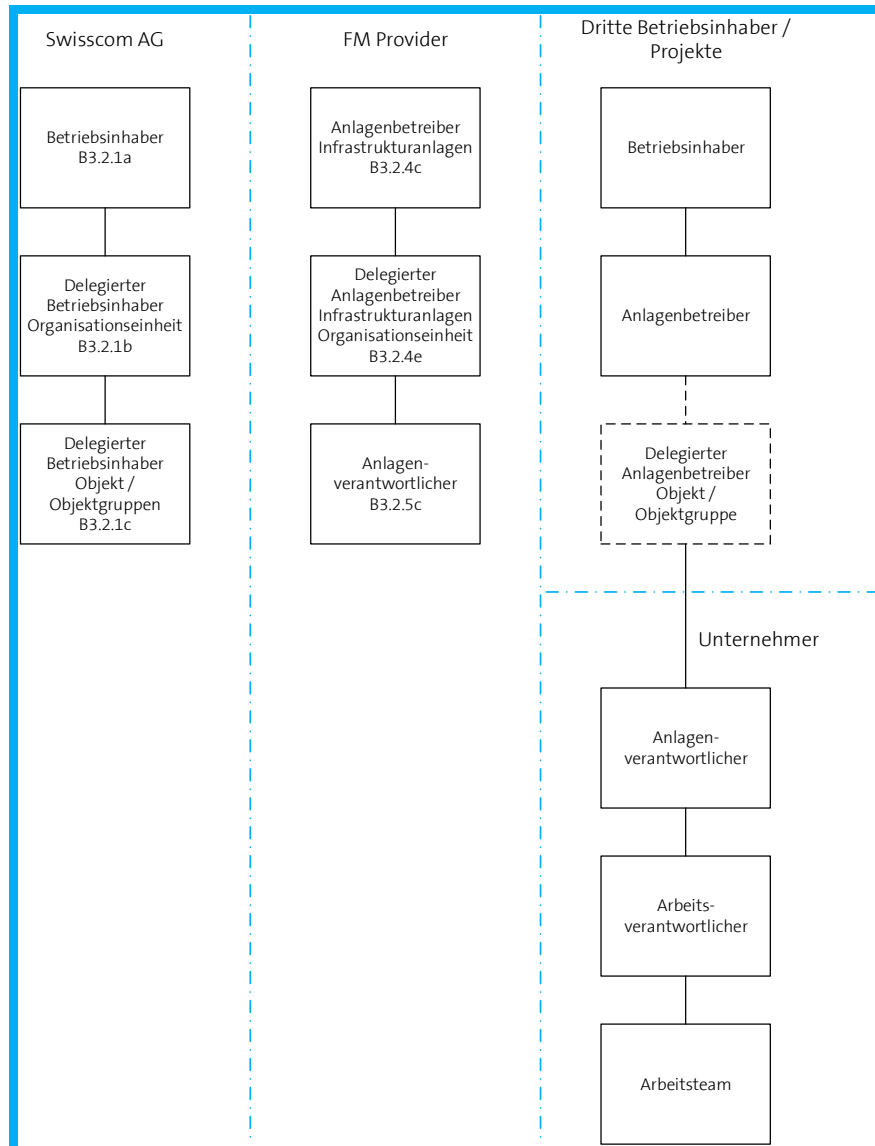 Swisscom AG
Betriebsinhaber
B3.2.1a
Delegierter
Betriebsinhaber
Organisationseinheit
B3.2.1b
Delegierter
Betriebsinhaber
Objekt /
Objektgruppen
B3.2.1c
FM Provider
Anlagenbetreiber
Infrastrukturanlagen
B3.2.4c
Delegierter
Anlagenbetreiber
Infrastrukturanlagen
Organisationseinheit
B3.2.4e
Anlagen-
verantwortlicher
B3.2.5c
Dritte Betriebsinhaber /
Projekte
Betriebsinhaber
Anlagenbetreiber
Delegierter
Anlagenbetreiber
Objekt /
Objektgruppe
Unternehmer
Anlagen-
verantwortlicher
Arbeits-
verantwortlicher
Arbeitsteam